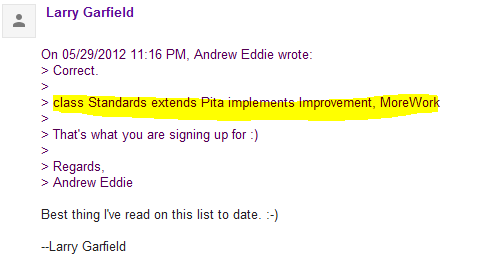 Larry Garfield
On 05/29/2012 11:16 PM, Andrew Eddie wrote:
> Correct.
>
> class Standards extends Pita implements Improvement, MoreWork
>
> That's what you are signing up for :)
>
> Regards,
> Andrew Eddie
Best thing I've read on this list to date. :-)
--Larry Garfield